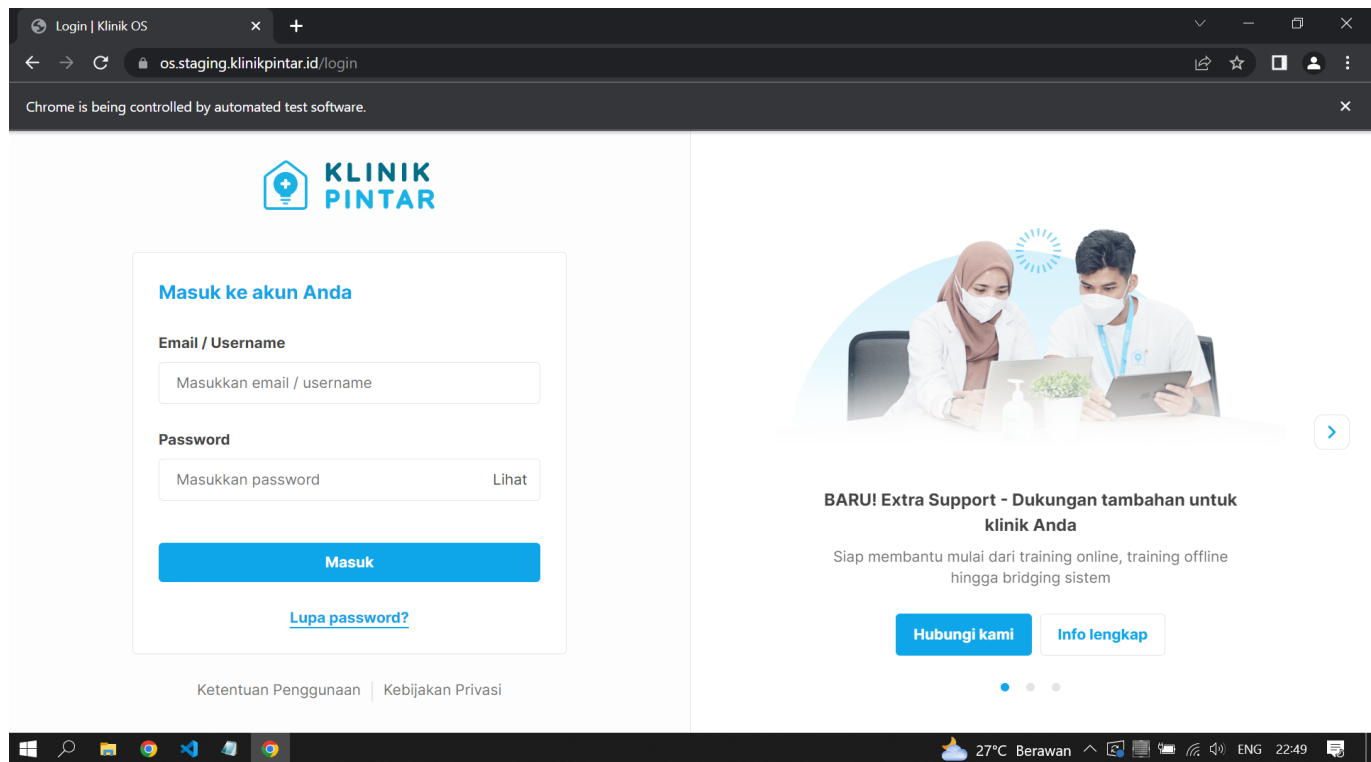 Login | Klinik OS
os.staging.klinikpintar.id/login
Chrome is being controlled by automated test software.
KLINIK
PINTAR
Masuk ke akun Anda
Email / Username
Masukkan email / username
Password
Masukkan password Lihat
Masuk
Lupa password?
Ketentuan Penggunaan | Kebijakan Privasi
BARU! Extra Support - Dukungan tambahan untuk
klinik Anda
Siap membantu mulai dari training online, training offline
hingga bridging sistem
Hubungi kami Info lengkap
27°C Berawan ENG 22:49